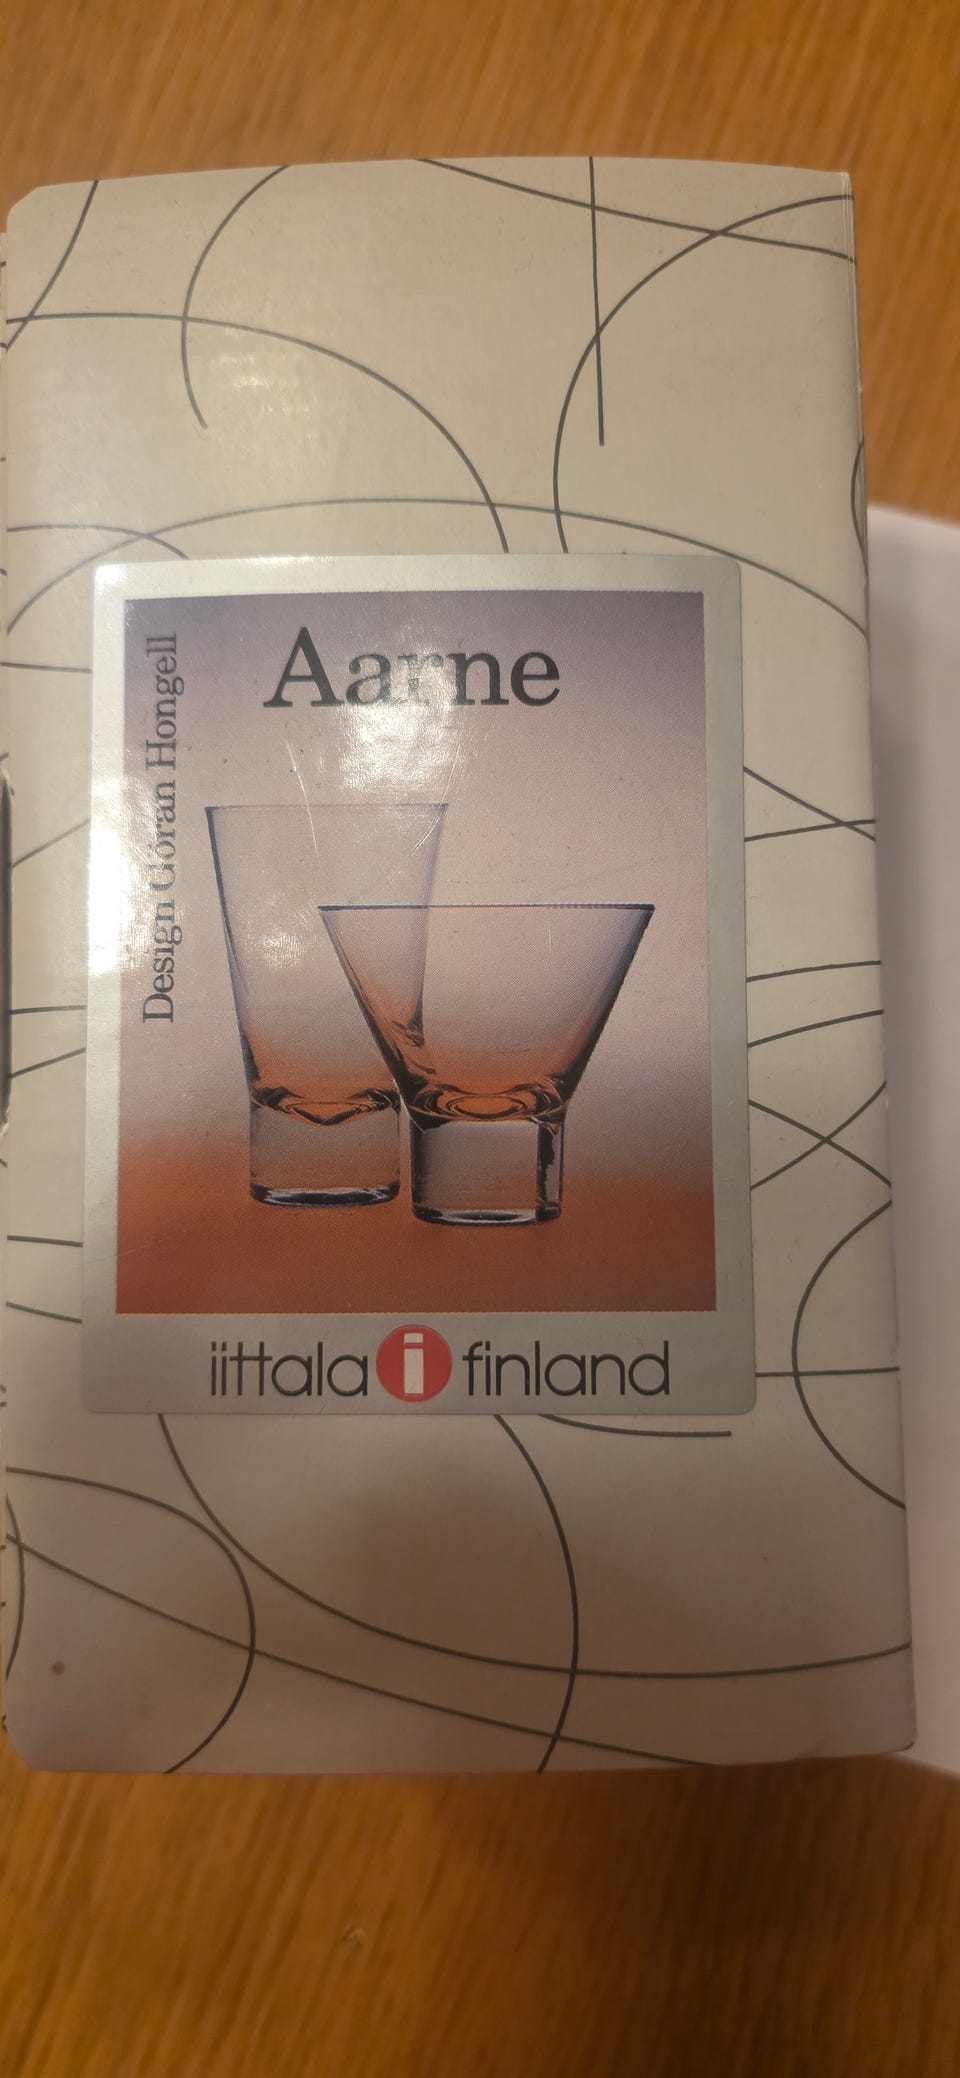 Aarne
Design Göran Hongell
iittala i finland